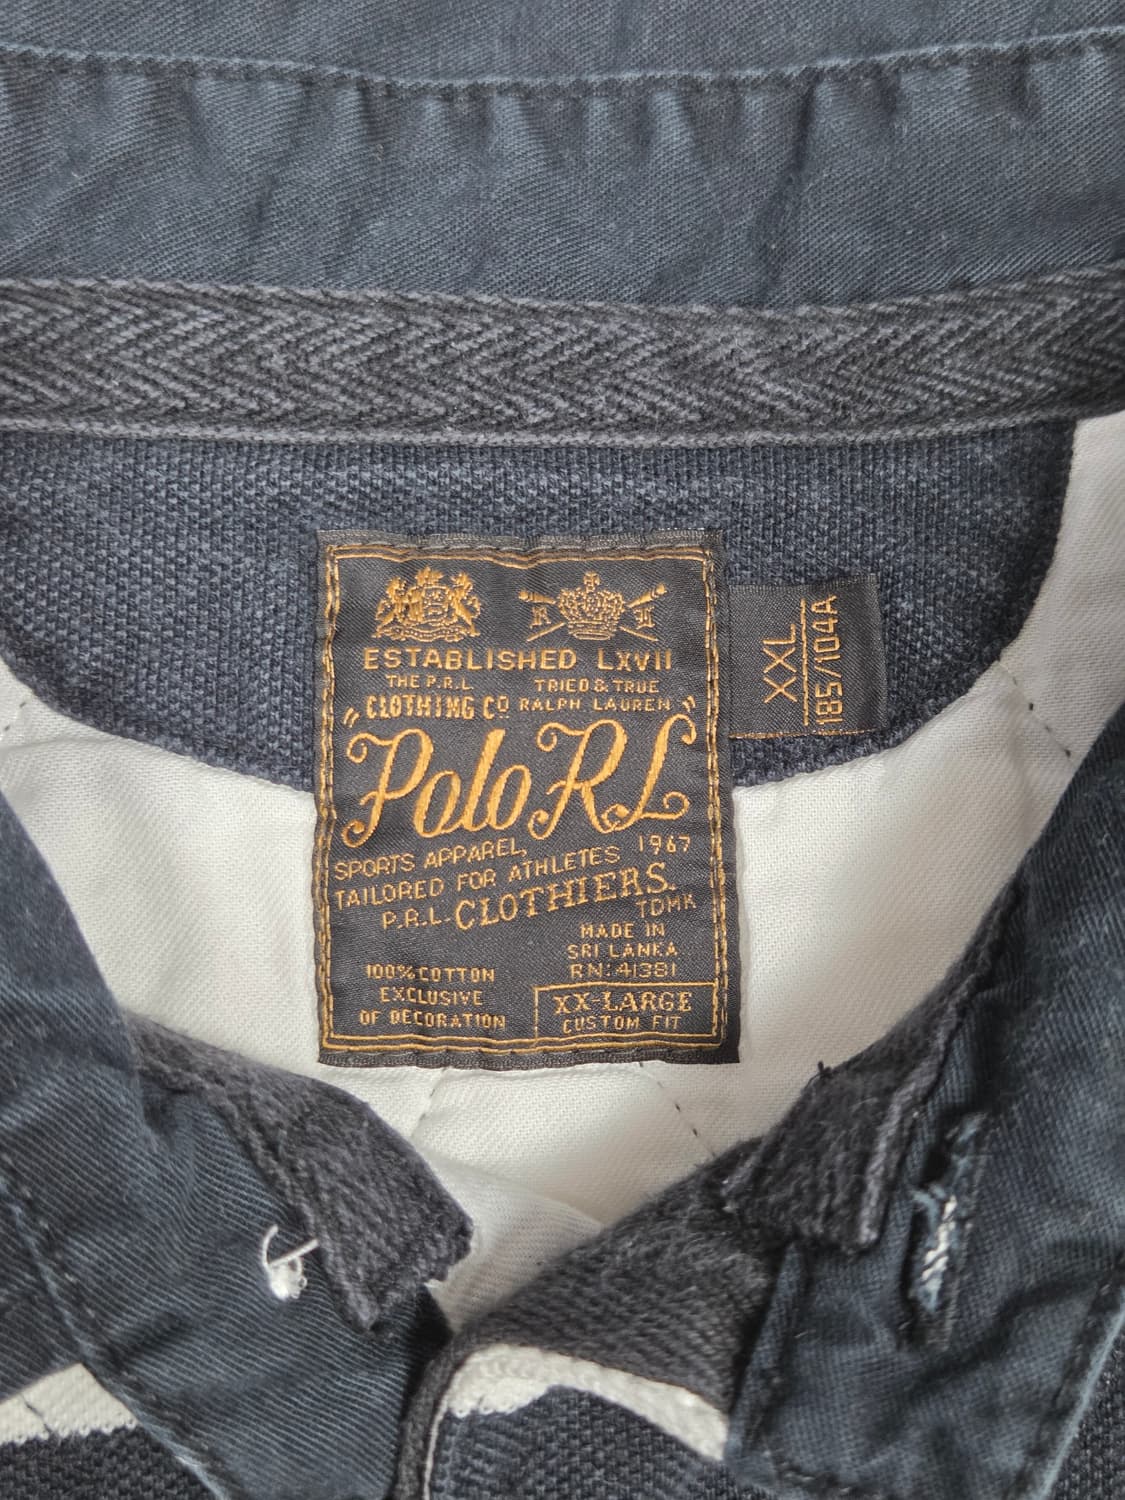 R L
ESTABLISHED LXVII
THE P.R.L TRIED & TRUE
"CLOTHING CO RALPH LAUREN"
Polo RL
SPORTS APPAREL, 1967
TAILORED FOR ATHLETES
P.R.L. CLOTHIERS.
TDMK
MADE IN
SRI LANKA
RN: 41381
100% COTTON
EXCLUSIVE
OF DECORATION
XX-LARGE
CUSTOM FIT
XXL
185/104A